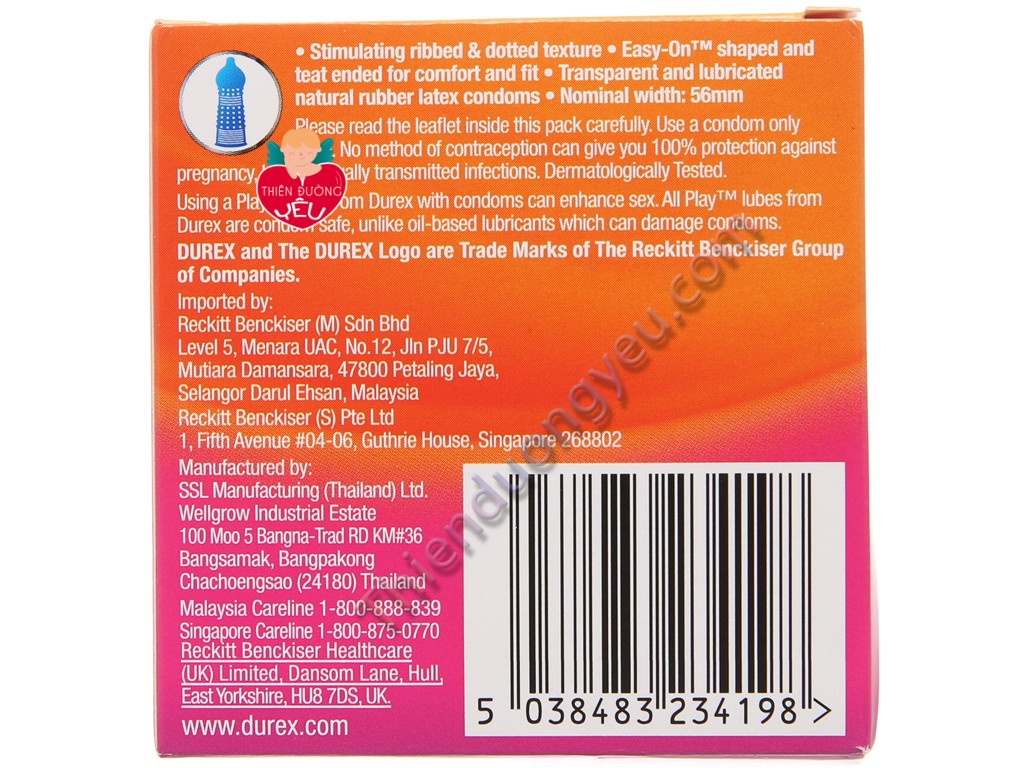 • Stimulating ribbed & dotted texture • Easy-On™ shaped and
teat ended for comfort and fit • Transparent and lubricated
natural rubber latex condoms • Nominal width: 56mm
Please read the leaflet inside this pack carefully. Use a condom only
No method of contraception can give you 100% protection against
pregnancy, transmitted infections. Dermatologically Tested.
THIÊN ĐƯỜNG
YÊU
Using a Durex with condoms can enhance sex. All Play™ lubes from
Durex are safe, unlike oil-based lubricants which can damage condoms.
DUREX and The DUREX Logo are Trade Marks of The Reckitt Benckiser Group
of Companies.
Imported by:
Reckitt Benckiser (M) Sdn Bhd
Level 5, Menara UAC, No.12, Jln PJU 7/5,
Mutiara Damansara, 47800 Petaling Jaya,
Selangor Darul Ehsan, Malaysia
Reckitt Benckiser (S) Pte Ltd
1, Fifth Avenue #04-06, Guthrie House, Singapore 268802
Thienduongyeu.com
Manufactured by:
SSL Manufacturing (Thailand) Ltd.
Wellgrow Industrial Estate
100 Moo 5 Bangna-Trad RD KM#36
Bangsamak, Bangpakong
Chachoengsao (24180) Thailand
Malaysia Careline 1-800-888-839
Singapore Careline 1-800-875-0770
Reckitt Benckiser Healthcare
(UK) Limited, Dansom Lane, Hull,
East Yorkshire, HU8 7DS, UK.
www.durex.com
5 038483 234198 >